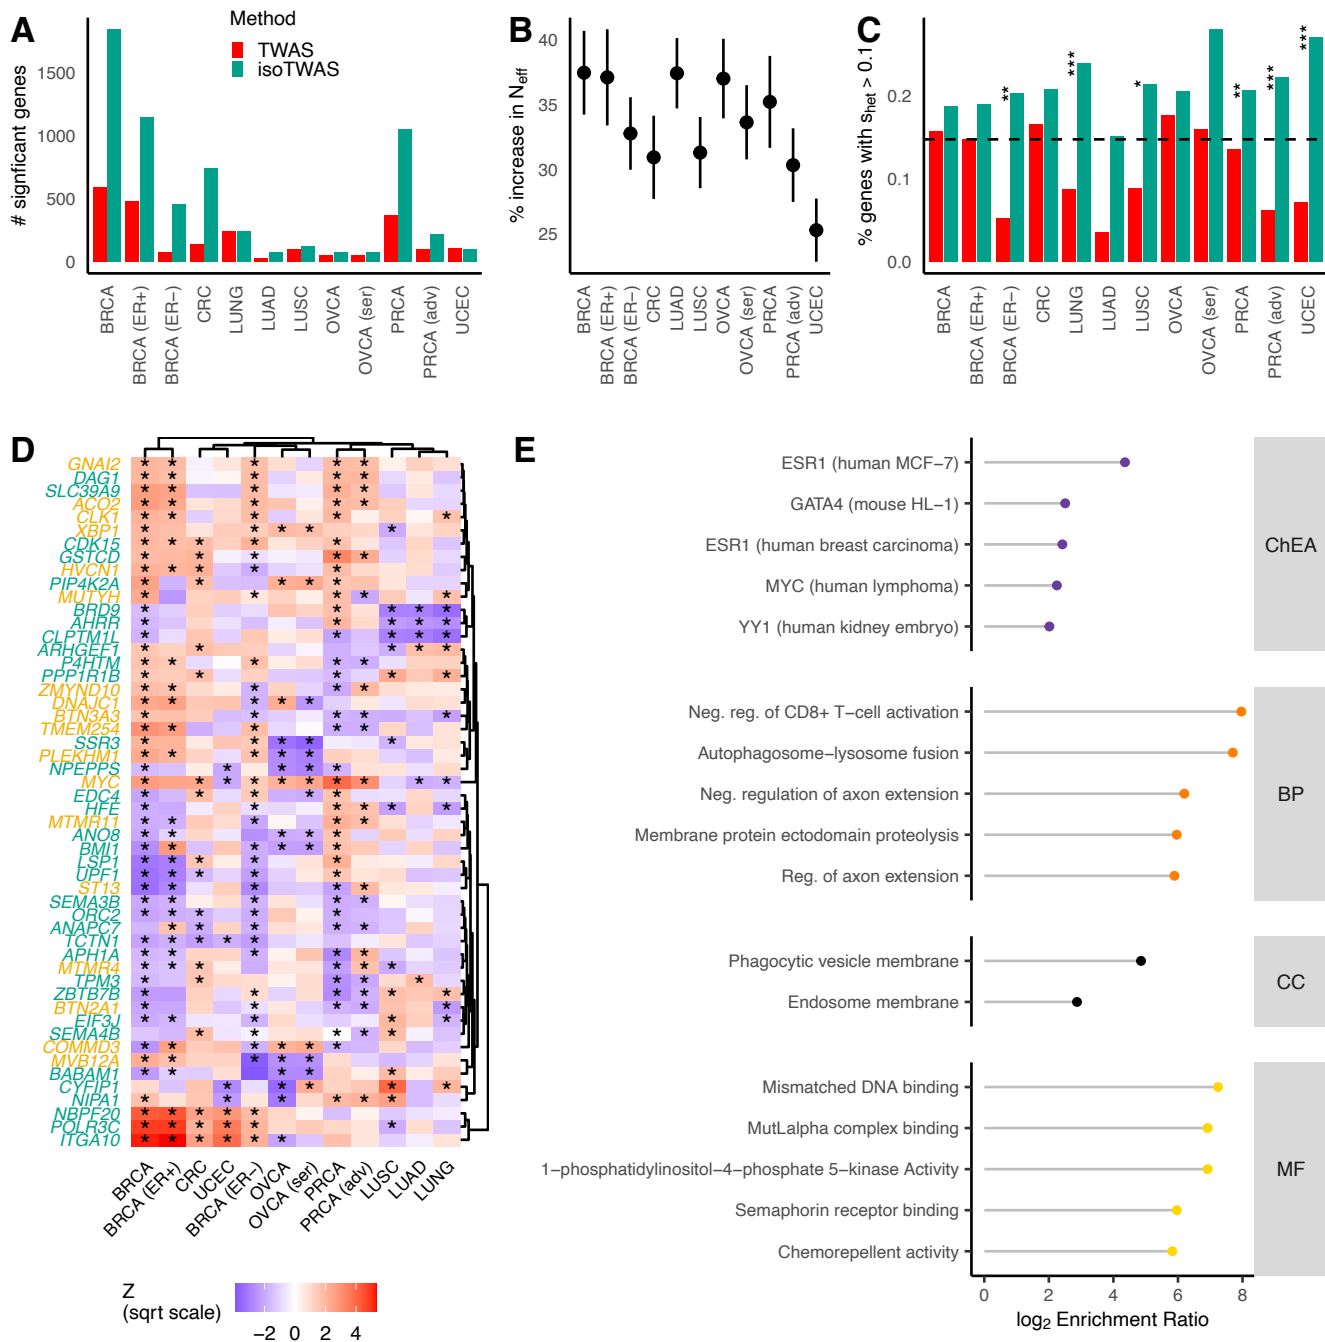 A
Method
TWAS
isoTWAS
# signficant genes
1500
1000
500
0
BRCA
BRCA (ER+)
BRCA (ER−)
CRC
LUNG
LUAD
LUSC
OVCA
OVCA (ser)
PRCA
PRCA (adv)
UCEC
B
% increase in Neff
40
35
30
25
BRCA
BRCA (ER+)
BRCA (ER−)
CRC
LUAD
LUSC
OVCA
OVCA (ser)
PRCA
PRCA (adv)
UCEC
C
% genes with shet > 0.1
0.2
0.1
0.0
**
***
*
**
***
***
BRCA
BRCA (ER+)
BRCA (ER−)
CRC
LUNG
LUAD
LUSC
OVCA
OVCA (ser)
PRCA
PRCA (adv)
UCEC
D
GNAI2
DAG1
SLC39A9
ACO2
CLK1
XBP1
CDK15
GSTCD
HVCN1
PIP4K2A
MUTYH
BRD9
AHRR
CLPTM1L
ARHGEF1
P4HTM
PPP1R1B
ZMYND10
DNAJC1
BTN3A3
TMEM254
SSR3
PLEKHM1
NPEPPS
MYC
EDC4
HFE
MTMR11
ANO8
BMI1
LSP1
UPF1
ST13
SEMA3B
ORC2
ANAPC7
TCTN1
APH1A
MTMR4
TPM3
ZBTB7B
BTN2A1
EIF3J
SEMA4B
COMMD3
MVB12A
BABAM1
CYFIP1
NIPA1
NBPF20
POLR3C
ITGA10
BRCA
BRCA (ER+)
CRC
UCEC
BRCA (ER−)
OVCA
OVCA (ser)
PRCA
PRCA (adv)
LUSC
LUAD
LUNG
Z
(sqrt scale)
−2 0 2 4
E
ESR1 (human MCF−7)
GATA4 (mouse HL−1)
ESR1 (human breast carcinoma)
MYC (human lymphoma)
YY1 (human kidney embryo)
ChEA
Neg. reg. of CD8+ T−cell activation
Autophagosome−lysosome fusion
Neg. regulation of axon extension
Membrane protein ectodomain proteolysis
Reg. of axon extension
BP
Phagocytic vesicle membrane
Endosome membrane
CC
Mismatched DNA binding
MutLalpha complex binding
1−phosphatidylinositol−4−phosphate 5−kinase Activity
Semaphorin receptor binding
Chemorepellent activity
MF
0 2 4 6 8
log2 Enrichment Ratio